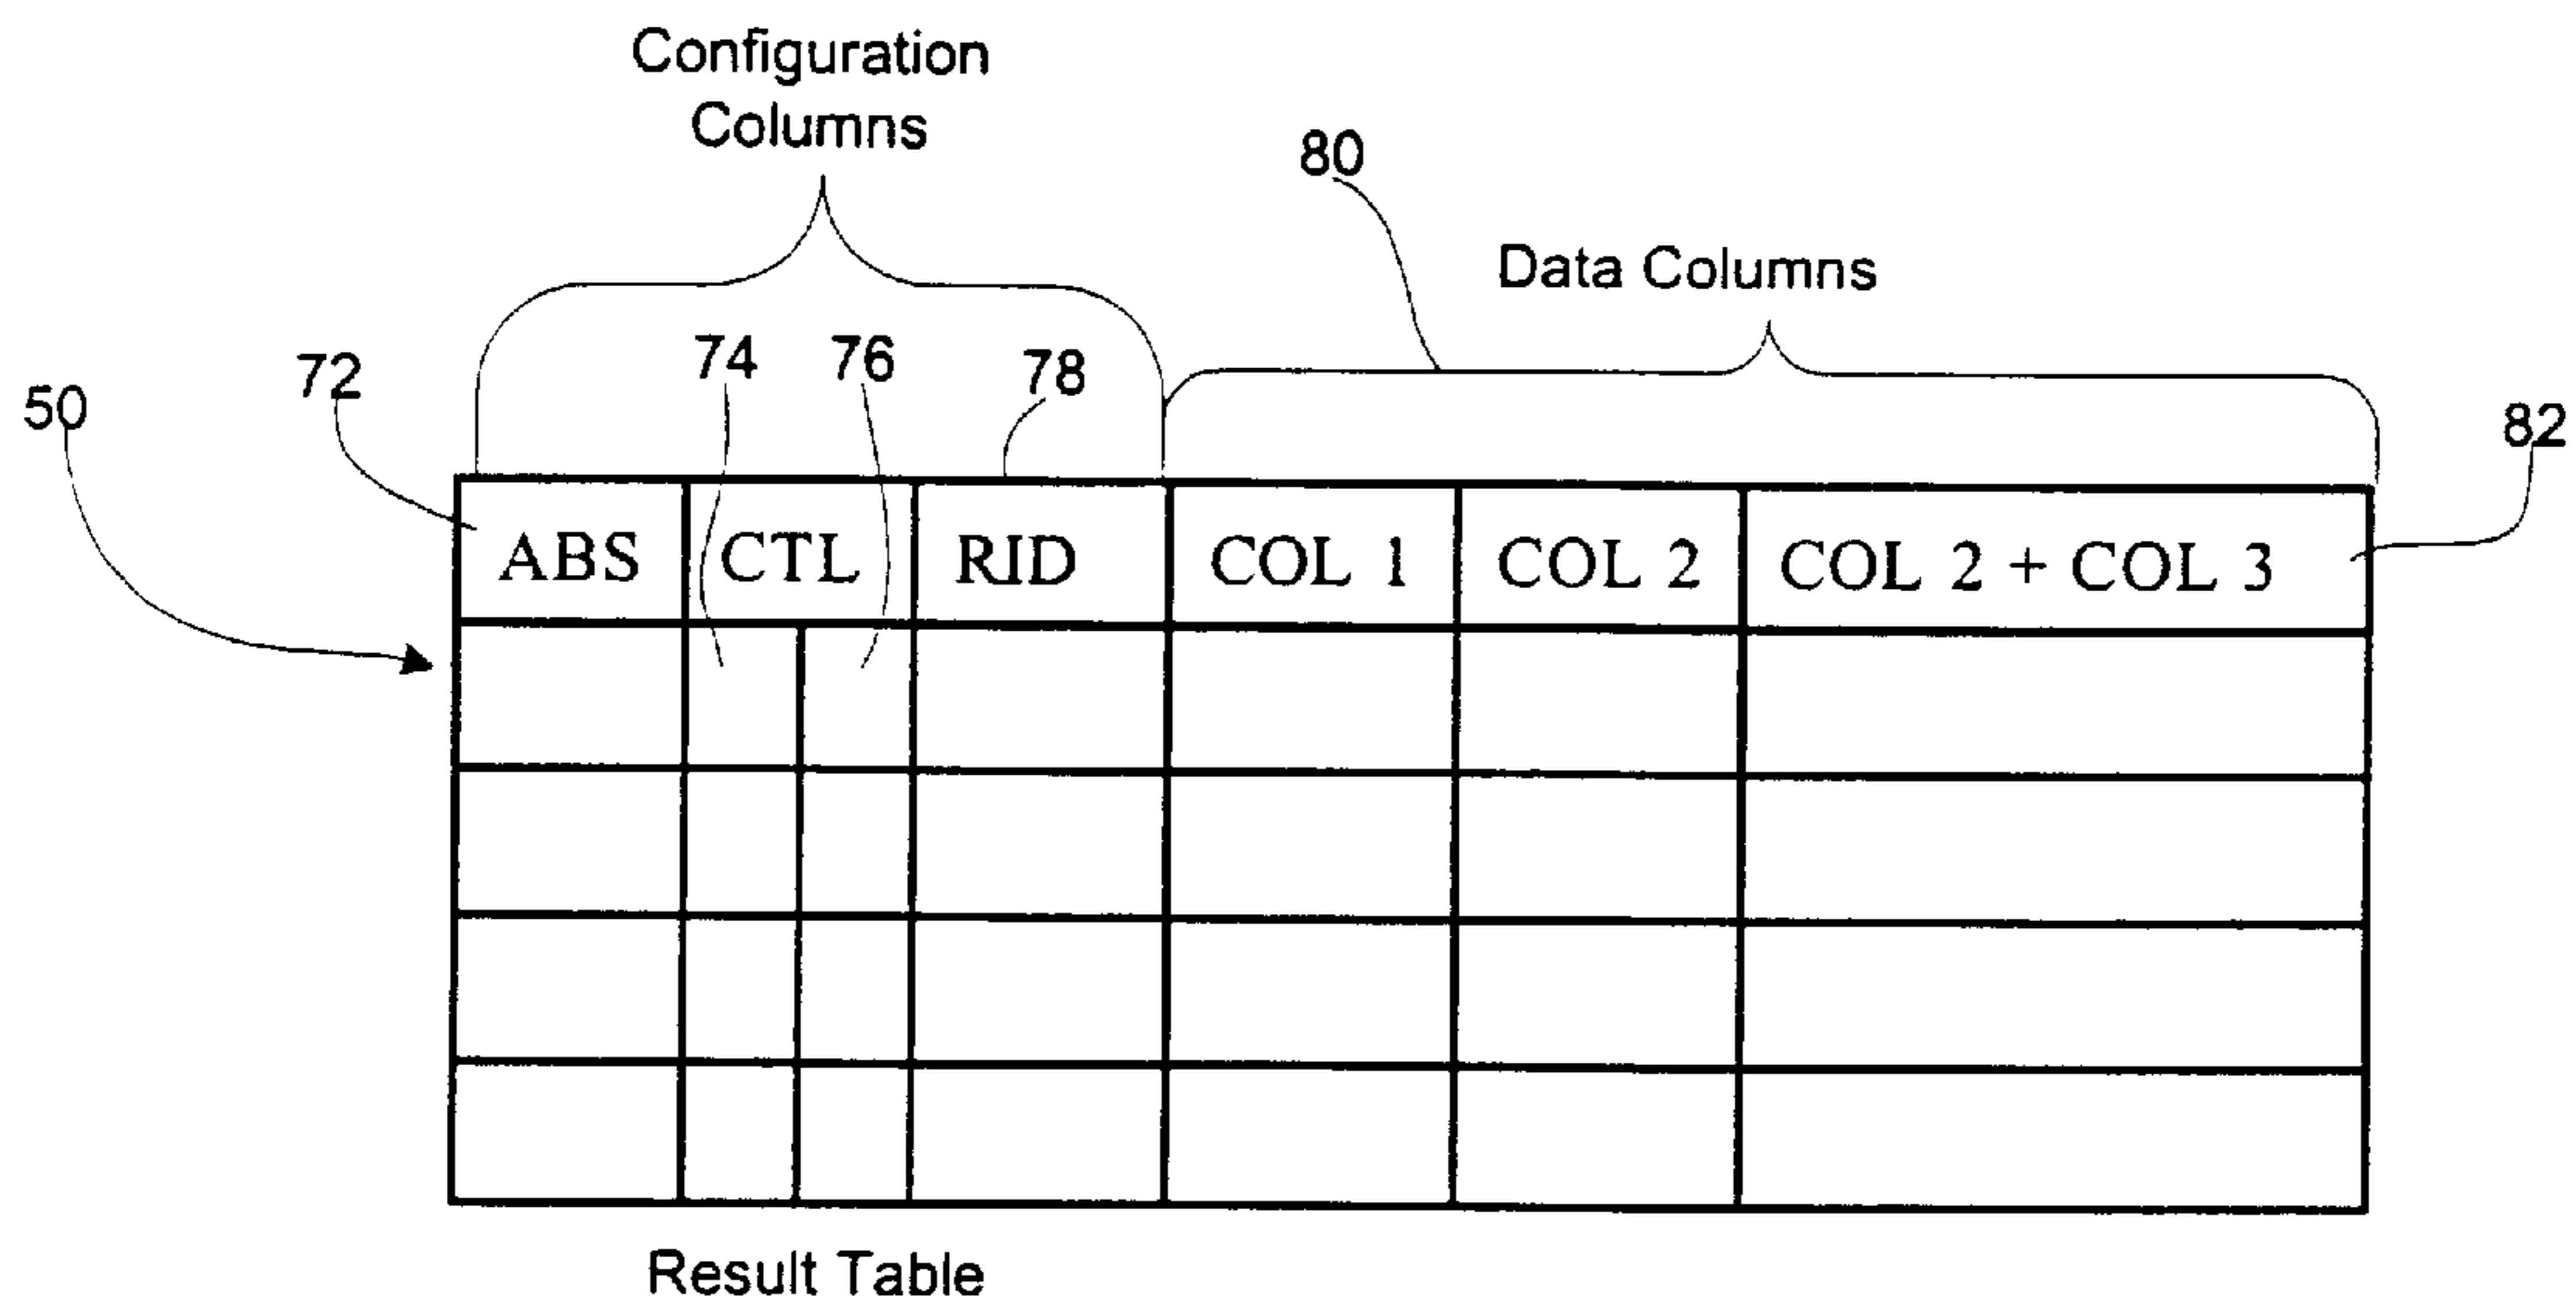 Configuration
Columns
80
Data Columns
74
76
78
72
50
82
ABS
CTL
RID
COL 1
COL 2
COL 2 + COL 3
Result Table